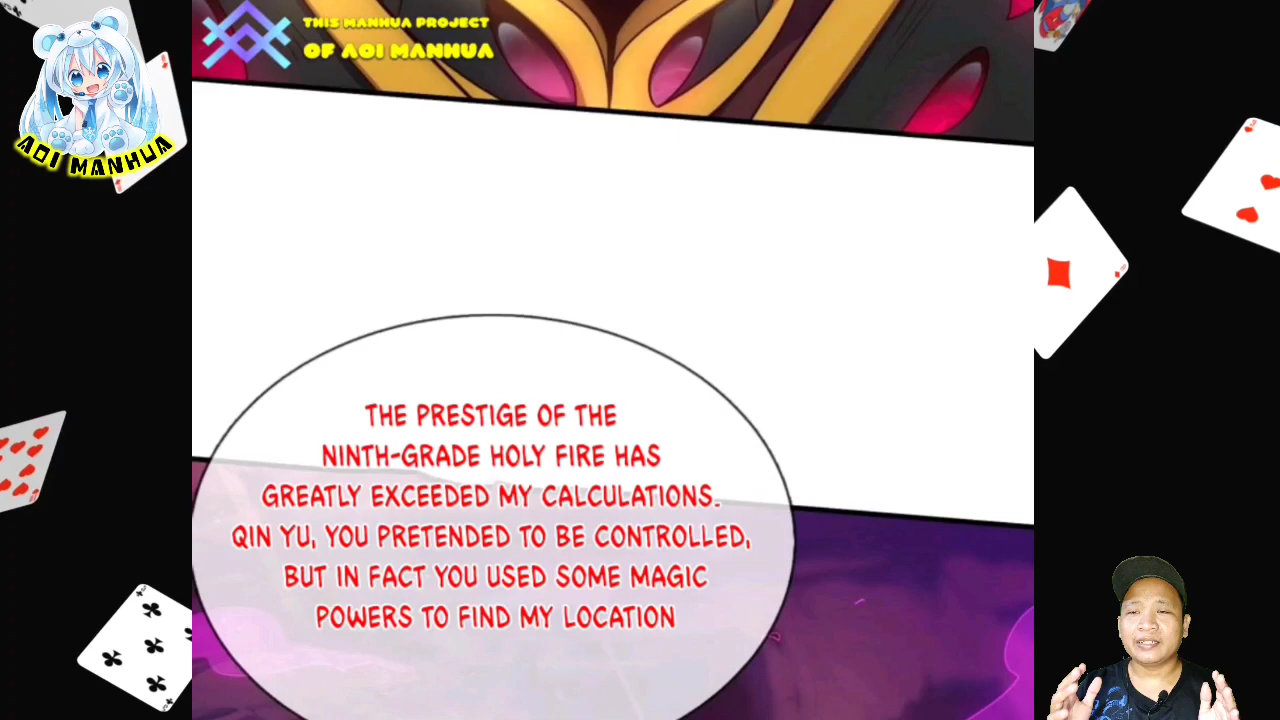 THIS MANHUA PROJECT
OF AOI MANHUA
AOI MANHUA
THE PRESTIGE OF THE
NINTH-GRADE HOLY FIRE HAS
GREATLY EXCEEDED MY CALCULATIONS.
QIN YU, YOU PRETENDED TO BE CONTROLLED,
BUT IN FACT YOU USED SOME MAGIC
POWERS TO FIND MY LOCATION